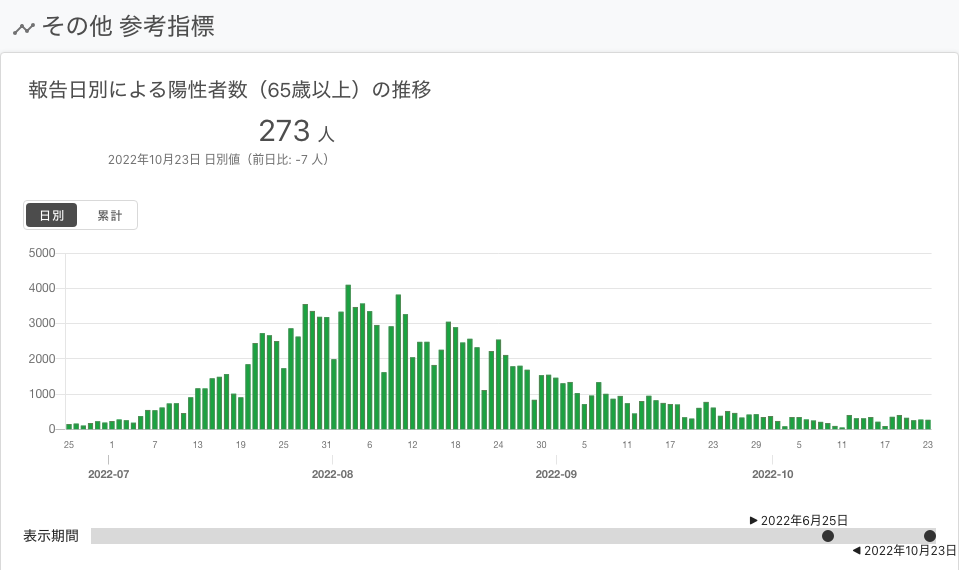 その他 参考指標
報告日別による陽性者数（65歳以上）の推移
273 人
2022年10月23日 日別値（前日比: -7 人）
日別 累計
5000
4000
3000
2000
1000
0
25 1 7 13 19 25 31 6 12 18 24 30 5 11 17 23 29 5 11 17 23
2022-07 2022-08 2022-09 2022-10
▶ 2022年6月25日
表示期間
◀ 2022年10月23日